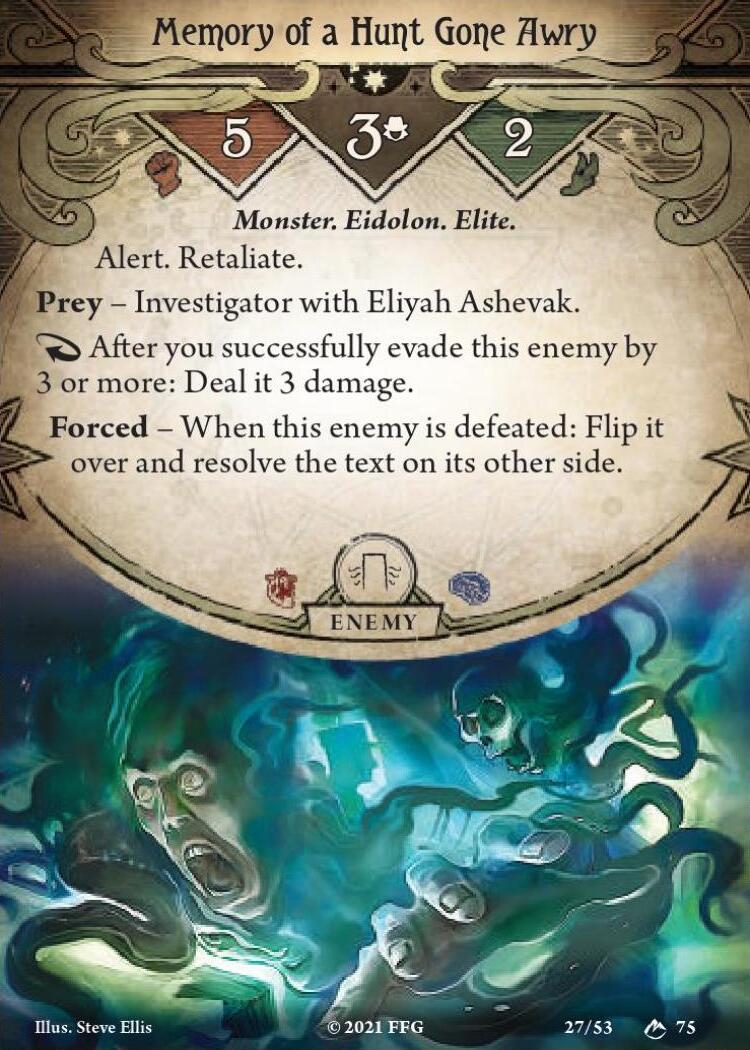 Memory of a Hunt Gone Awry
5 3 2
Monster. Eidolon. Elite.
Alert. Retaliate.
Prey – Investigator with Eliyah Ashevak.
After you successfully evade this enemy by
3 or more: Deal it 3 damage.
Forced – When this enemy is defeated: Flip it
over and resolve the text on its other side.
ENEMY
Illus. Steve Ellis © 2021 FFG 27/53 75